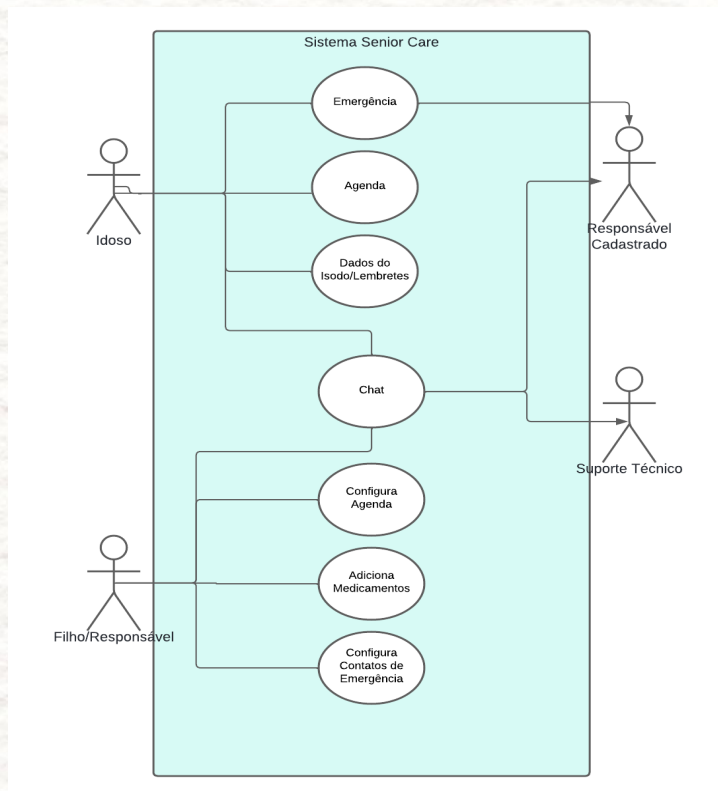 Sistema Senior Care
Emergência
Agenda
Idoso
Responsável
Cadastrado
Dados do
Isodo/Lembretes
Chat
Suporte Técnico
Configura
Agenda
Adiciona
Medicamentos
Filho/Responsável
Configura
Contatos de
Emergência